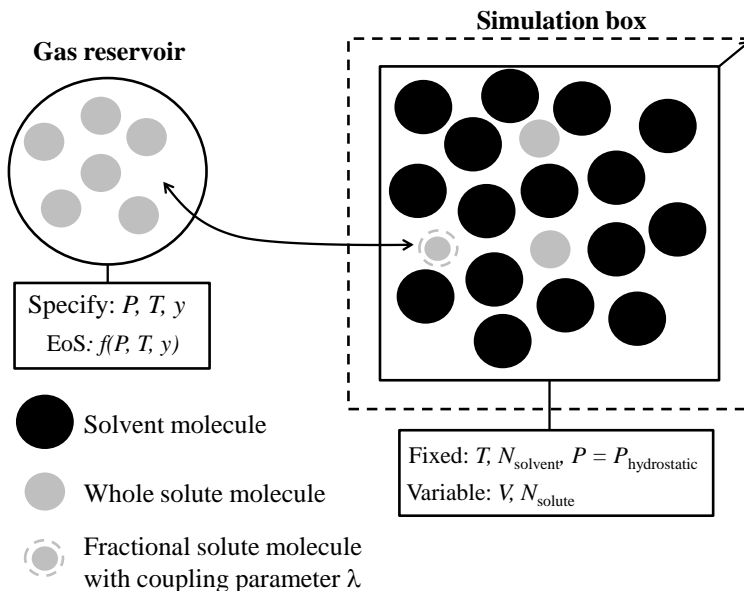 Simulation box
Gas reservoir
Specify: P, T, y
EoS: f(P, T, y)
Fixed: T, Nsolvent, P = Phydrostatic
Variable: V, Nsolute
Solvent molecule
Whole solute molecule
Fractional solute molecule
with coupling parameter λ